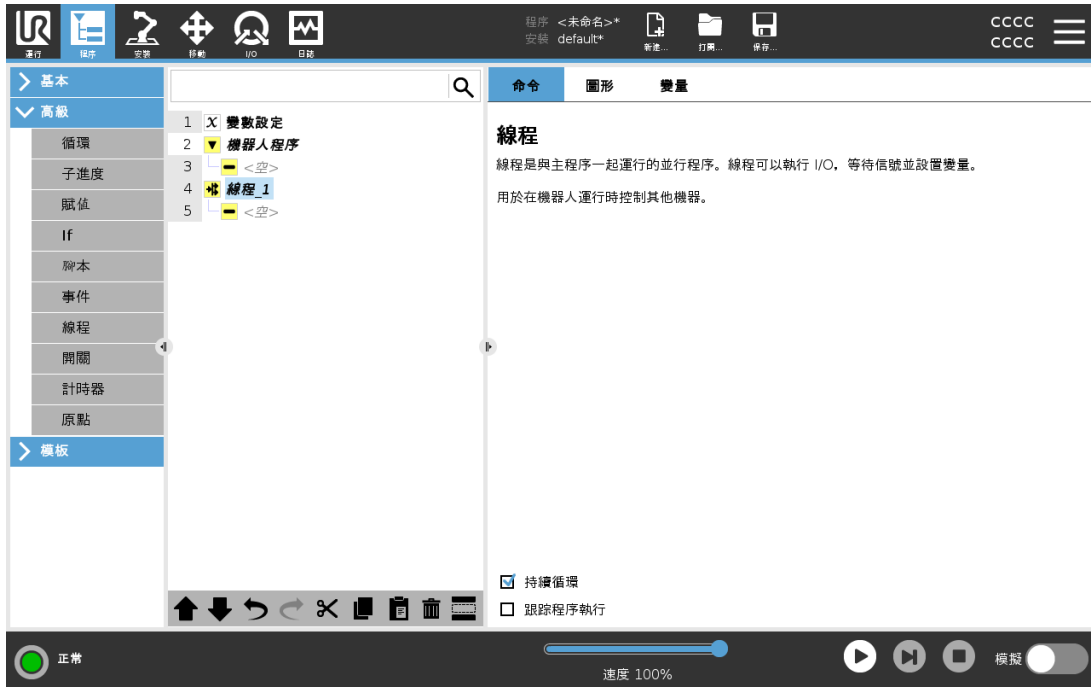 UR
運行
程序
安裝
移動
I/O
日誌
程序 <未命名>*
安裝 default*
新建...
打開...
保存...
CCCC
CCCC
基本
高級
循環
子進度
賦值
If
腳本
事件
線程
開關
計時器
原點
模板
1 X 變數設定
2 機器人程序
3 <空>
4 線程_1
5 <空>
命令
圖形
變量
線程
線程是與主程序一起運行的並行程序。線程可以執行 I/O，等待信號並設置變量。
用於在機器人運行時控制其他機器。
持續循環
跟踪程序執行
正常
速度 100%
模擬